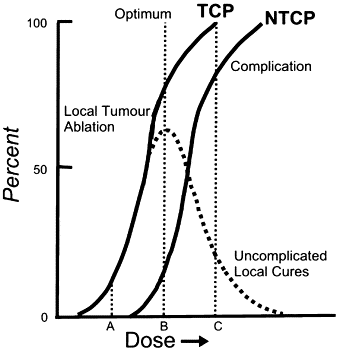 Optimum
TCP
NTCP
100
Complication
Local Tumour
Ablation
Percent
50
Uncomplicated
Local Cures
0
A
B
C
Dose →